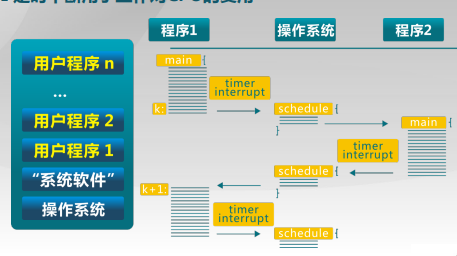 程序1
操作系统
程序2
用户程序 n
...
用户程序 2
用户程序 1
“系统软件”
操作系统
main {
timer
interrupt
k:
schedule {
}
main {
timer
interrupt
schedule {
}
k+1:
timer
interrupt
schedule {